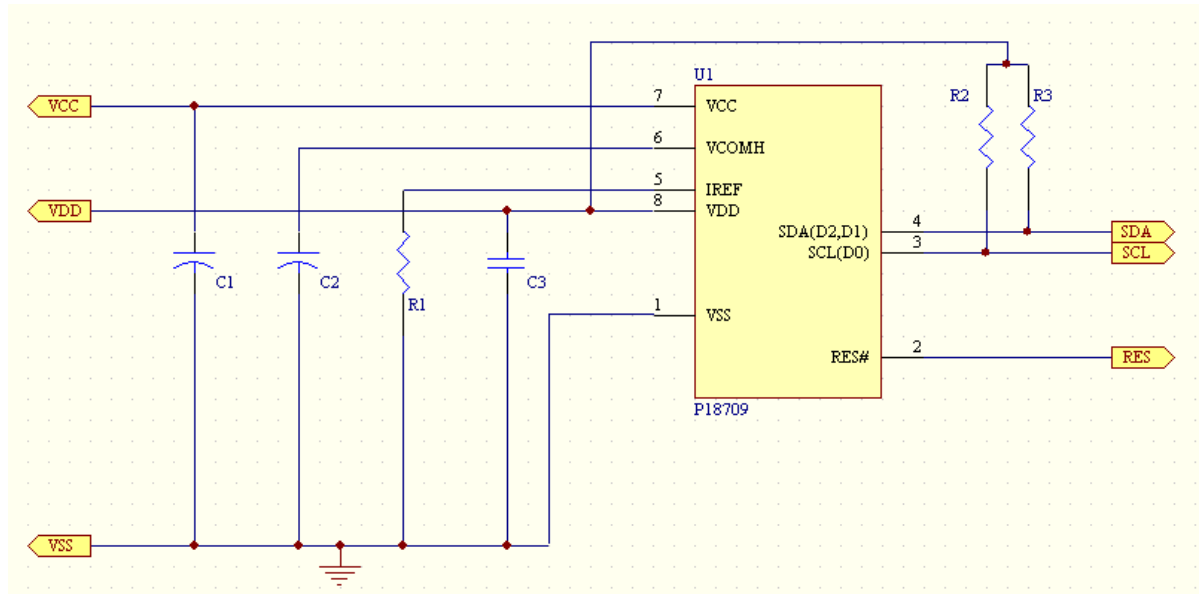 U1
R2
R3
VCC
7
VCC
6
VCOMH
5
IREF
VDD
8
VDD
SDA(D2,D1)
4
SDA
SCL(D0)
3
SCL
C1
C2
R1
C3
1
VSS
RES#
2
RES
P18709
VSS